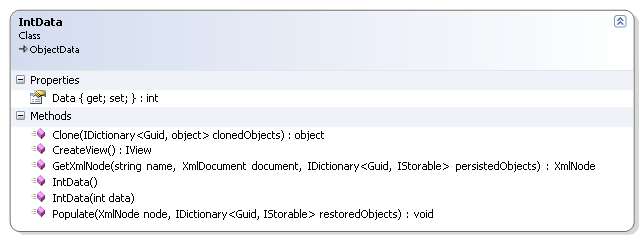 IntData
Class
ObjectData
Properties
Data { get; set; } : int
Methods
Clone(IDictionary<Guid, object> clonedObjects) : object
CreateView() : IView
GetXmlNode(string name, XmlDocument document, IDictionary<Guid, IStorable> persistedObjects) : XmlNode
IntData()
IntData(int data)
Populate(XmlNode node, IDictionary<Guid, IStorable> restoredObjects) : void